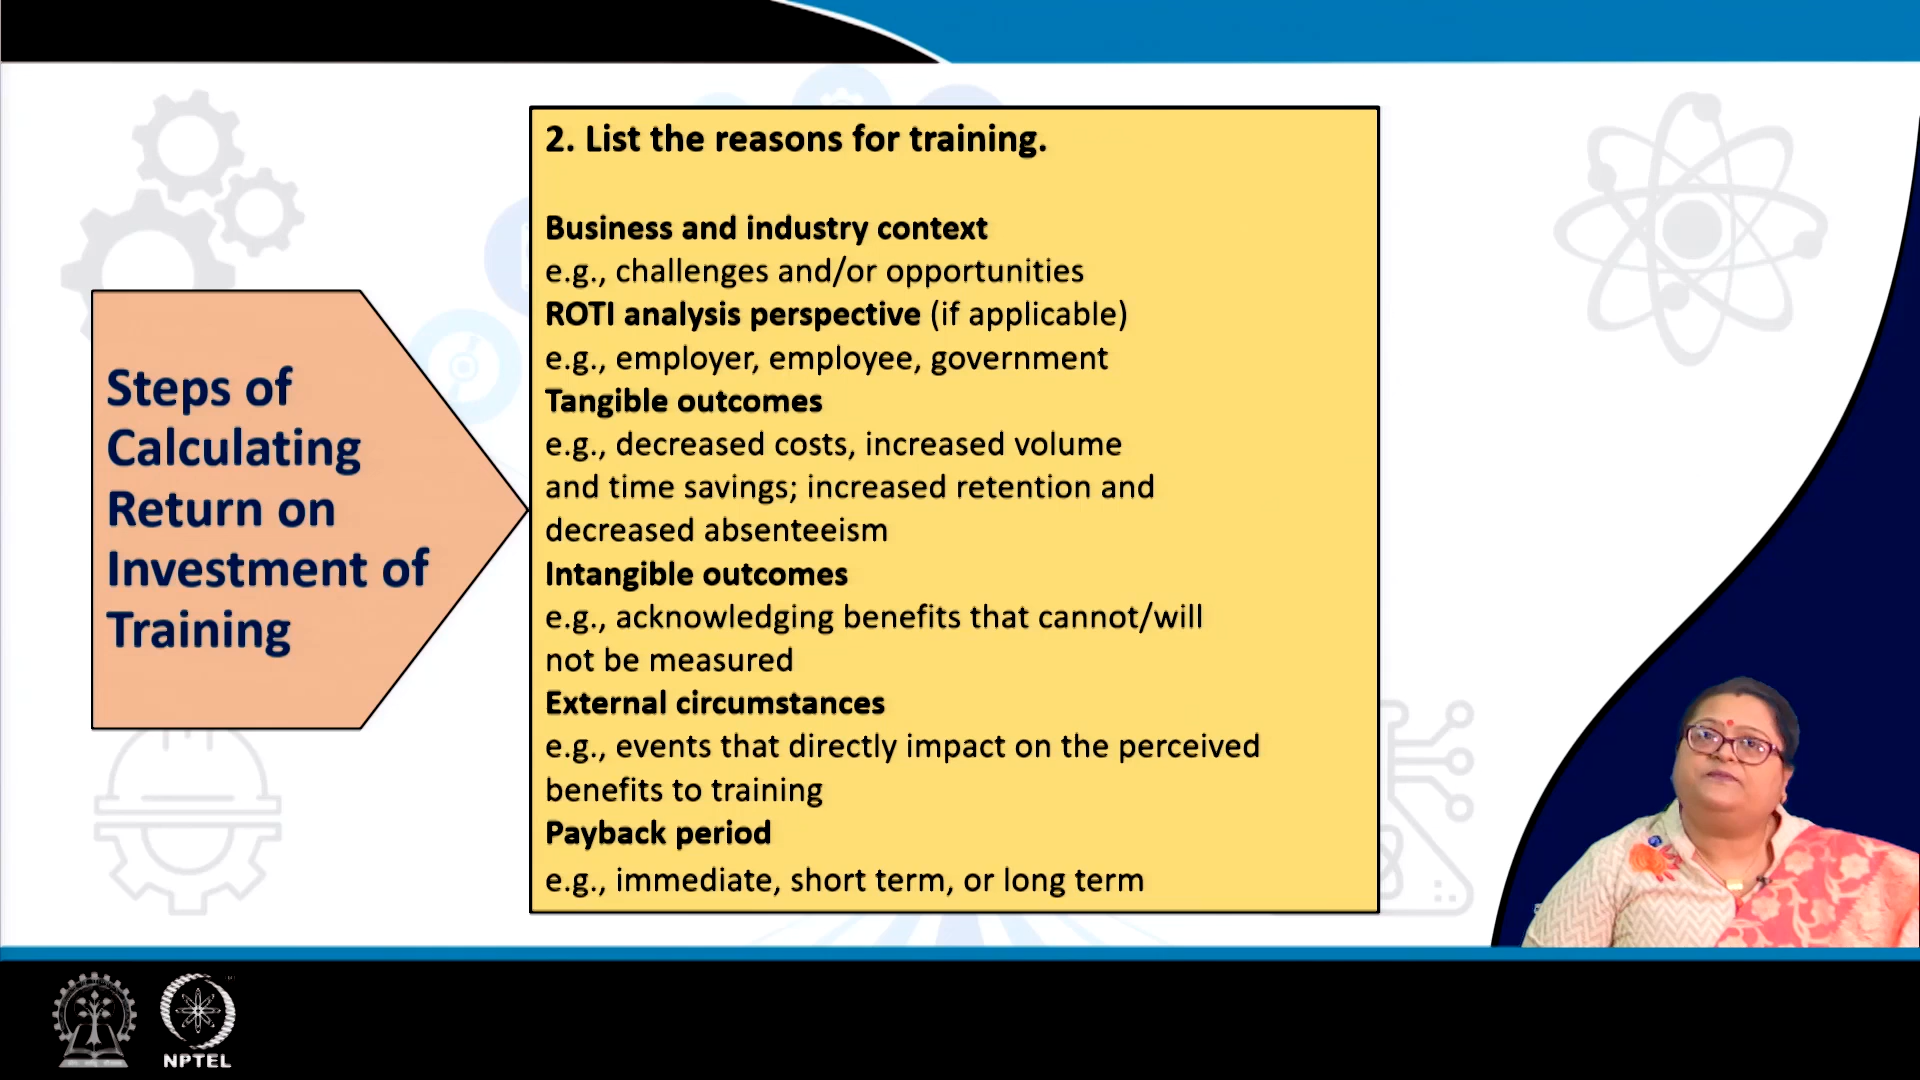 Steps of
Calculating
Return on
Investment of
Training
2. List the reasons for training.
Business and industry context
e.g., challenges and/or opportunities
ROTI analysis perspective (if applicable)
e.g., employer, employee, government
Tangible outcomes
e.g., decreased costs, increased volume
and time savings; increased retention and
decreased absenteeism
Intangible outcomes
e.g., acknowledging benefits that cannot/will
not be measured
External circumstances
e.g., events that directly impact on the perceived
benefits to training
Payback period
e.g., immediate, short term, or long term
NPTEL